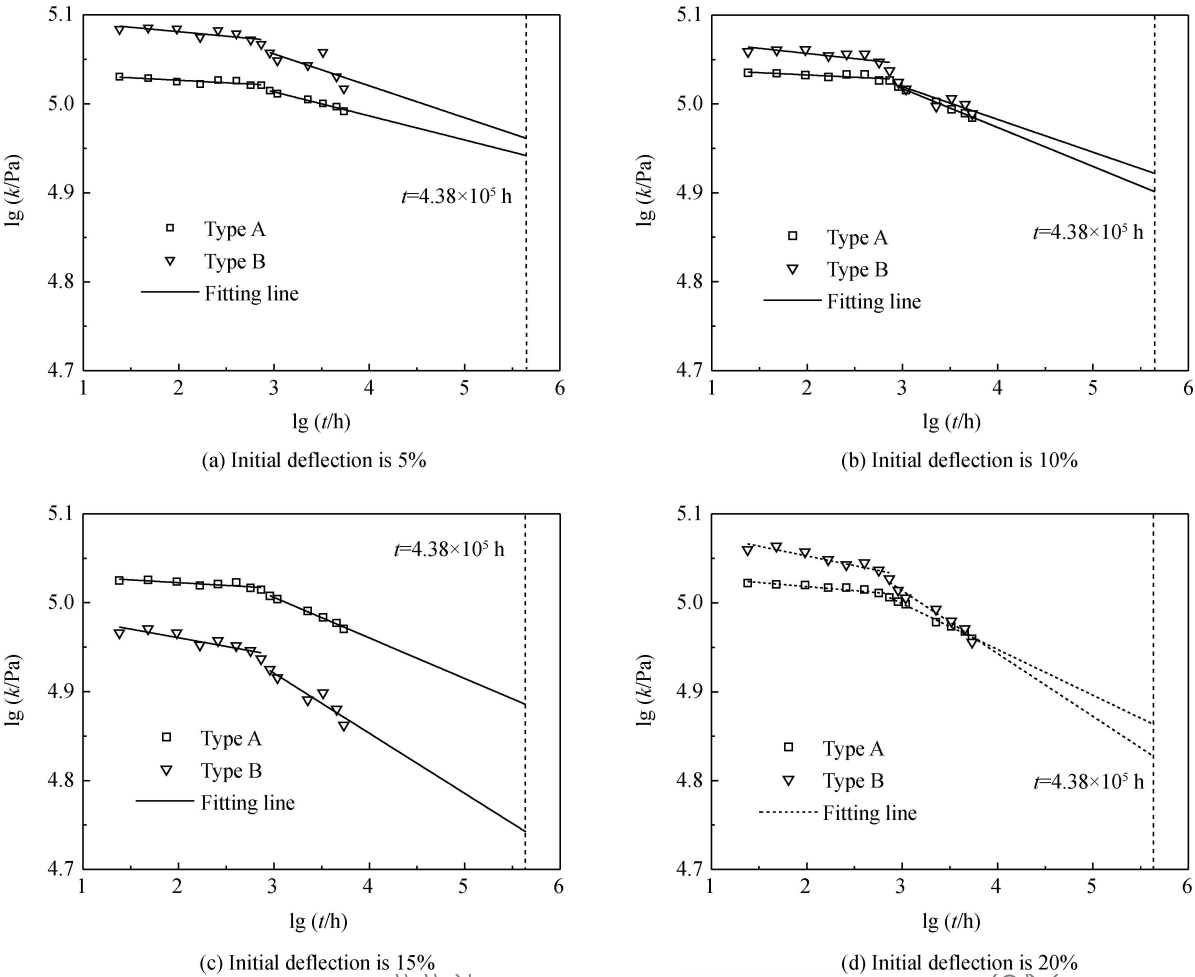 5.1
5.0
4.9
4.8
4.7
lg (k/Pa)
t=4.38×10⁵ h
Type A
Type B
Fitting line
1 2 3 4 5 6
lg (t/h)
(a) Initial deflection is 5%
5.1
5.0
4.9
4.8
4.7
lg (k/Pa)
t=4.38×10⁵ h
Type A
Type B
Fitting line
1 2 3 4 5 6
lg (t/h)
(b) Initial deflection is 10%
5.1
5.0
4.9
4.8
4.7
lg (k/Pa)
t=4.38×10⁵ h
Type A
Type B
Fitting line
1 2 3 4 5 6
lg (t/h)
(c) Initial deflection is 15%
5.1
5.0
4.9
4.8
4.7
lg (k/Pa)
Type A
Type B
t=4.38×10⁵ h
Fitting line
1 2 3 4 5 6
lg (t/h)
(d) Initial deflection is 20%